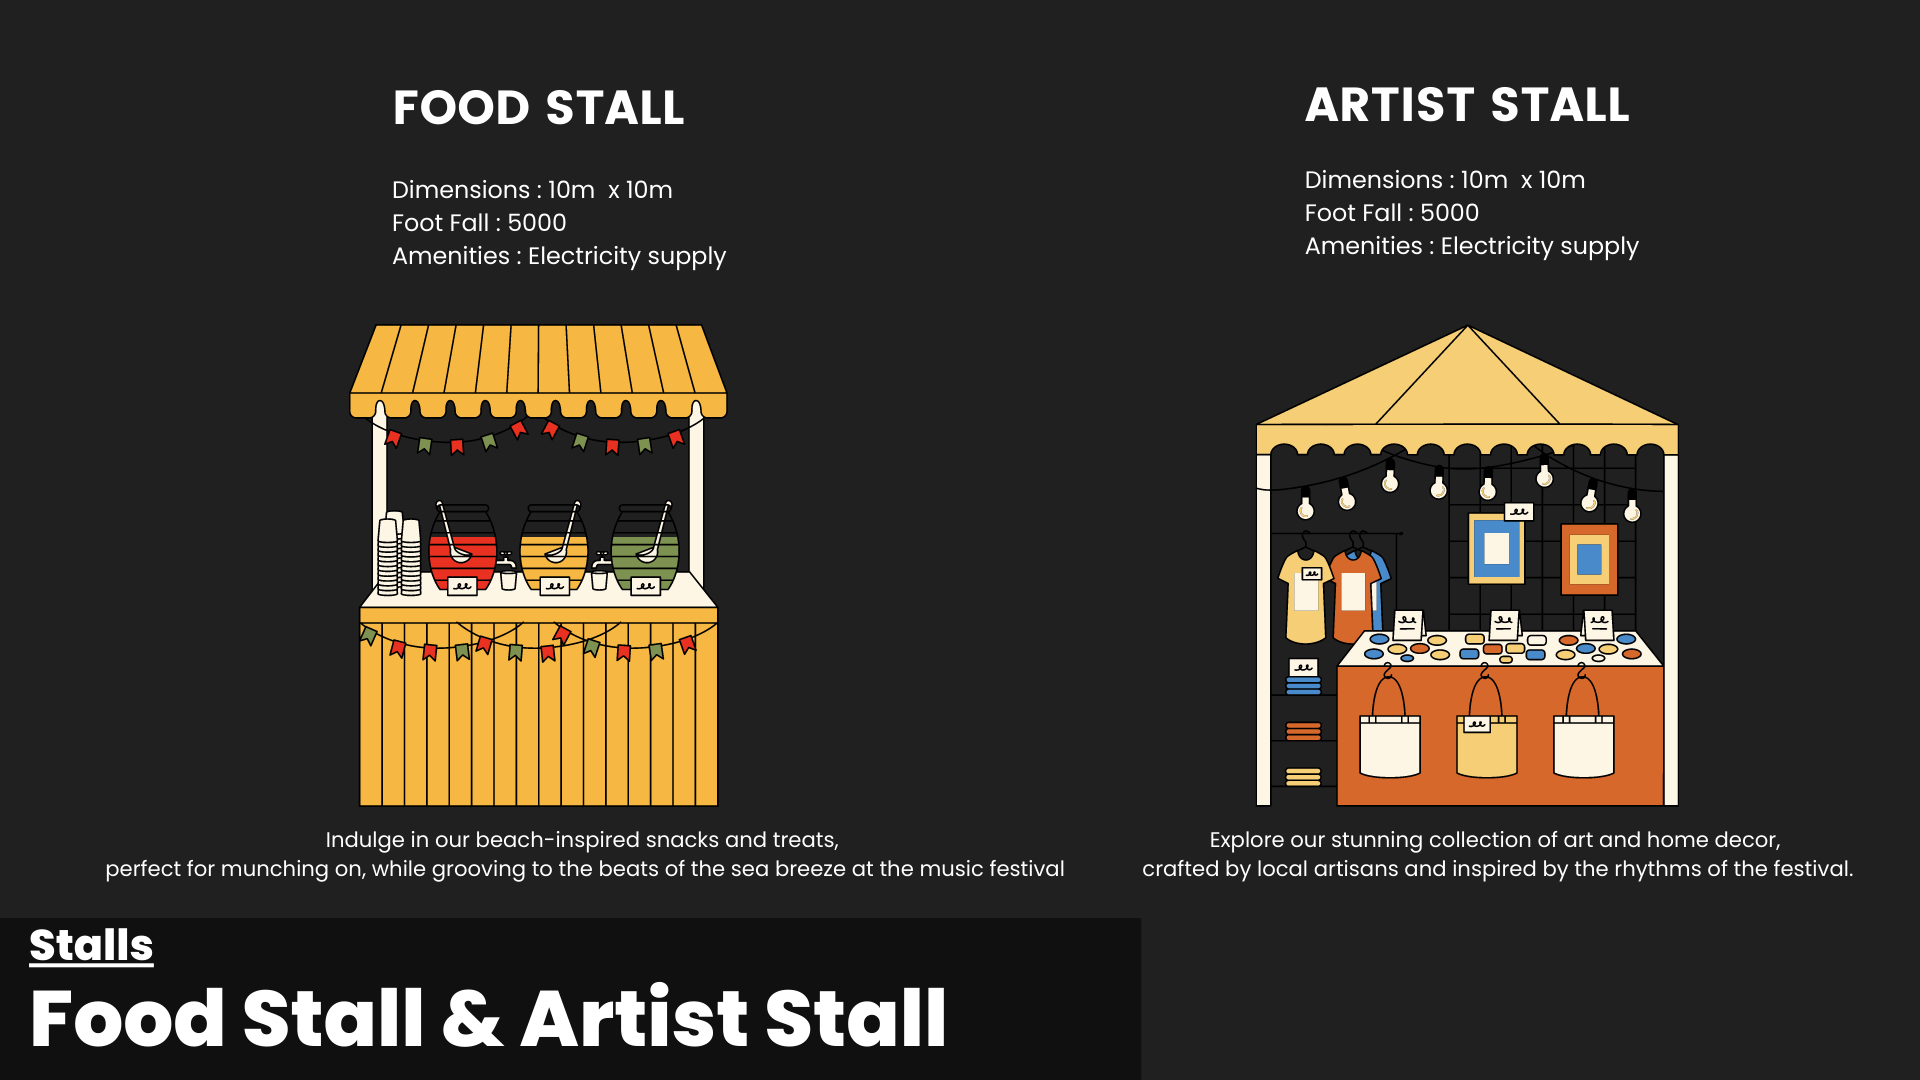 FOOD STALL
Dimensions : 10m  x 10m
Foot Fall : 5000
Amenities : Electricity supply
Indulge in our beach-inspired snacks and treats,
perfect for munching on, while grooving to the beats of the sea breeze at the music festival
ARTIST STALL
Dimensions : 10m  x 10m
Foot Fall : 5000
Amenities : Electricity supply
Explore our stunning collection of art and home decor,
crafted by local artisans and inspired by the rhythms of the festival.
Stalls
Food Stall & Artist Stall